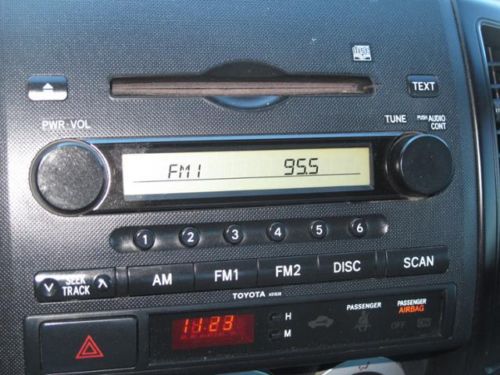 TEXT
PWR•VOL
TUNE
PUSH AUDIO CONT
FM1 95.5
1 2 3 4 5 6
SEEK TRACK
AM FM1 FM2 DISC SCAN
TOYOTA
H
M
11:23
PASSENGER
PASSENGER AIRBAG
OFF